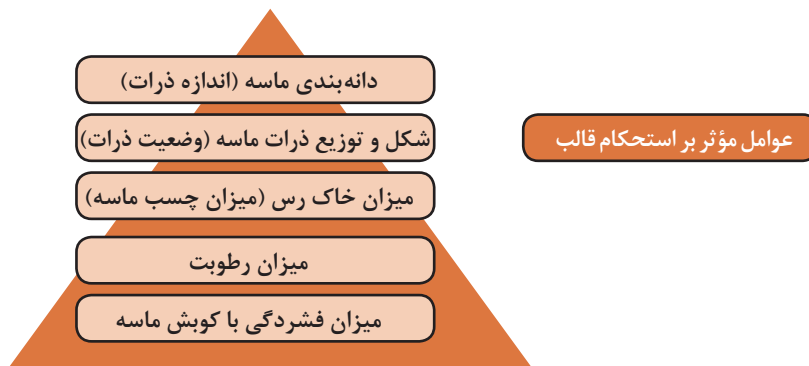 عوامل مؤثر بر استحکام قالب
دانه‌بندی ماسه (اندازه ذرات)
شکل و توزیع ذرات ماسه (وضعیت ذرات)
میزان خاک رس (میزان چسب ماسه)
میزان رطوبت
میزان فشردگی با کوبش ماسه